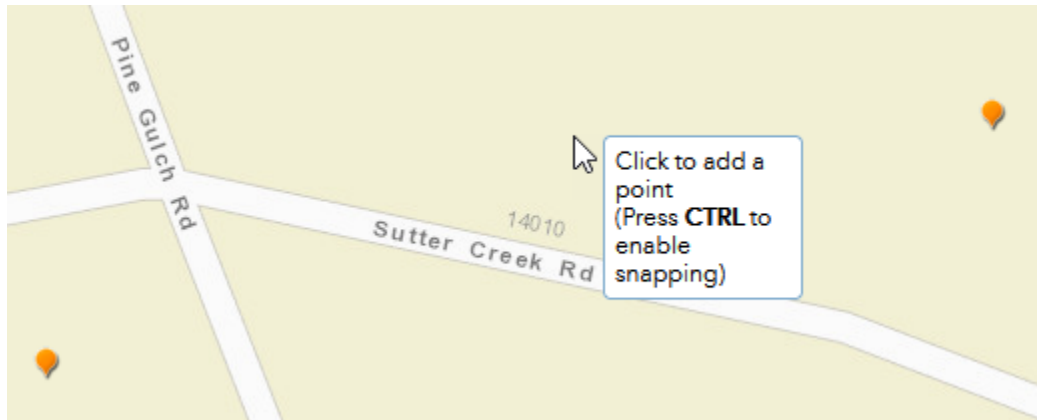 Pine Gulch Rd
14010
Sutter Creek Rd
Click to add a
point
(Press CTRL to
enable
snapping)